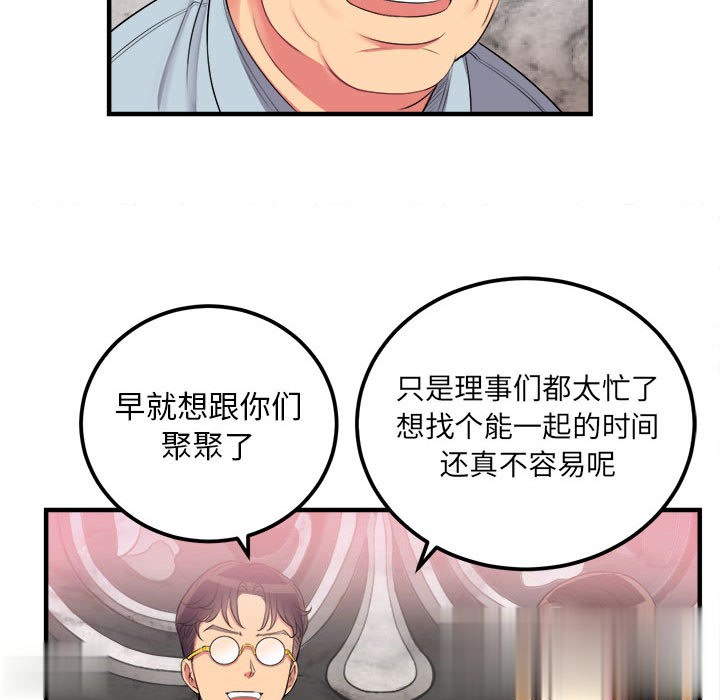 早就想跟你们
聚聚了
只是理事们都太忙了
想找个能一起的时间
还真不容易呢